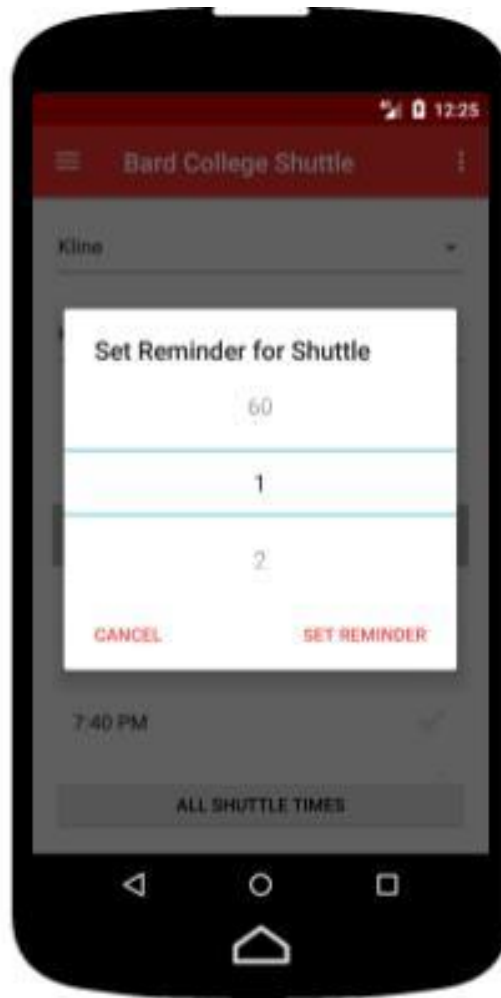 12:25
Bard College Shuttle
Kline
Set Reminder for Shuttle
60
1
2
CANCEL
SET REMINDER
7:40 PM
ALL SHUTTLE TIMES